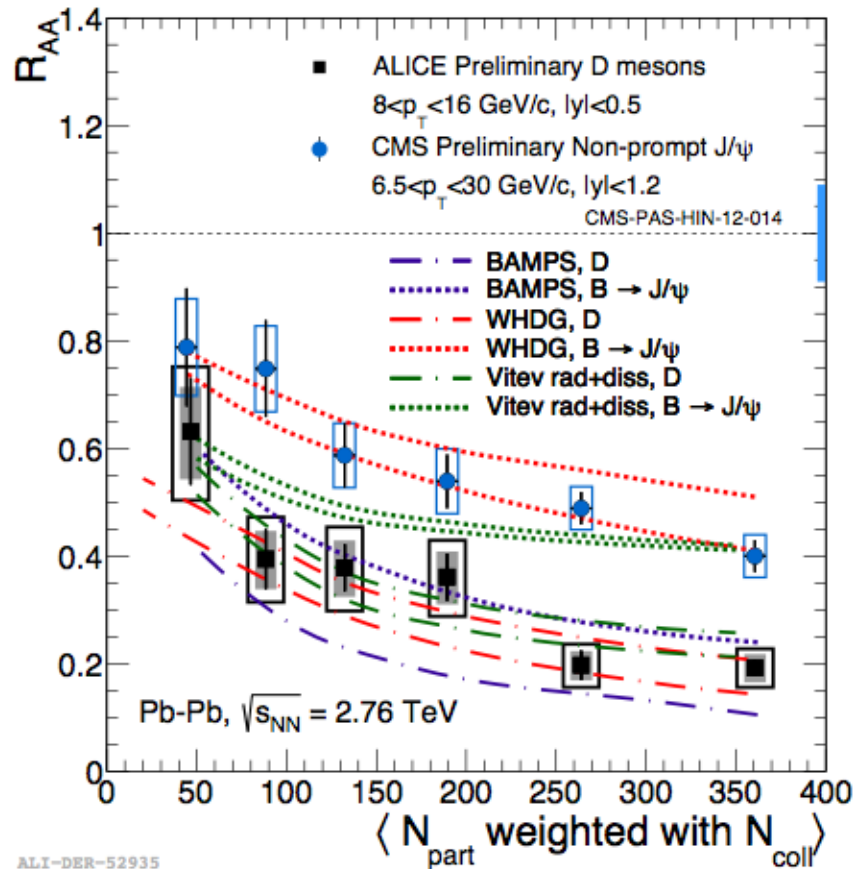 R_AA
1.4
1.2
1
0.8
0.6
0.4
0.2
0
ALICE Preliminary D mesons
8<p_T<16 GeV/c, |y|<0.5
CMS Preliminary Non-prompt J/ψ
6.5<p_T<30 GeV/c, |y|<1.2
CMS-PAS-HIN-12-014
BAMPS, D
BAMPS, B → J/ψ
WHDG, D
WHDG, B → J/ψ
Vitev rad+diss, D
Vitev rad+diss, B → J/ψ
Pb-Pb, √s_NN = 2.76 TeV
0 50 100 150 200 250 300 350 400
⟨ N_part weighted with N_coll ⟩
ALI-DER-52935